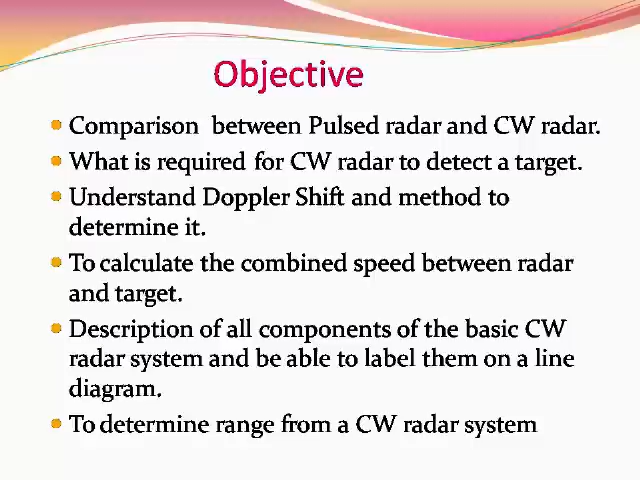 Objective
Comparison between Pulsed radar and CW radar.
What is required for CW radar to detect a target.
Understand Doppler Shift and method to
determine it.
To calculate the combined speed between radar
and target.
Description of all components of the basic CW
radar system and be able to label them on a line
diagram.
To determine range from a CW radar system